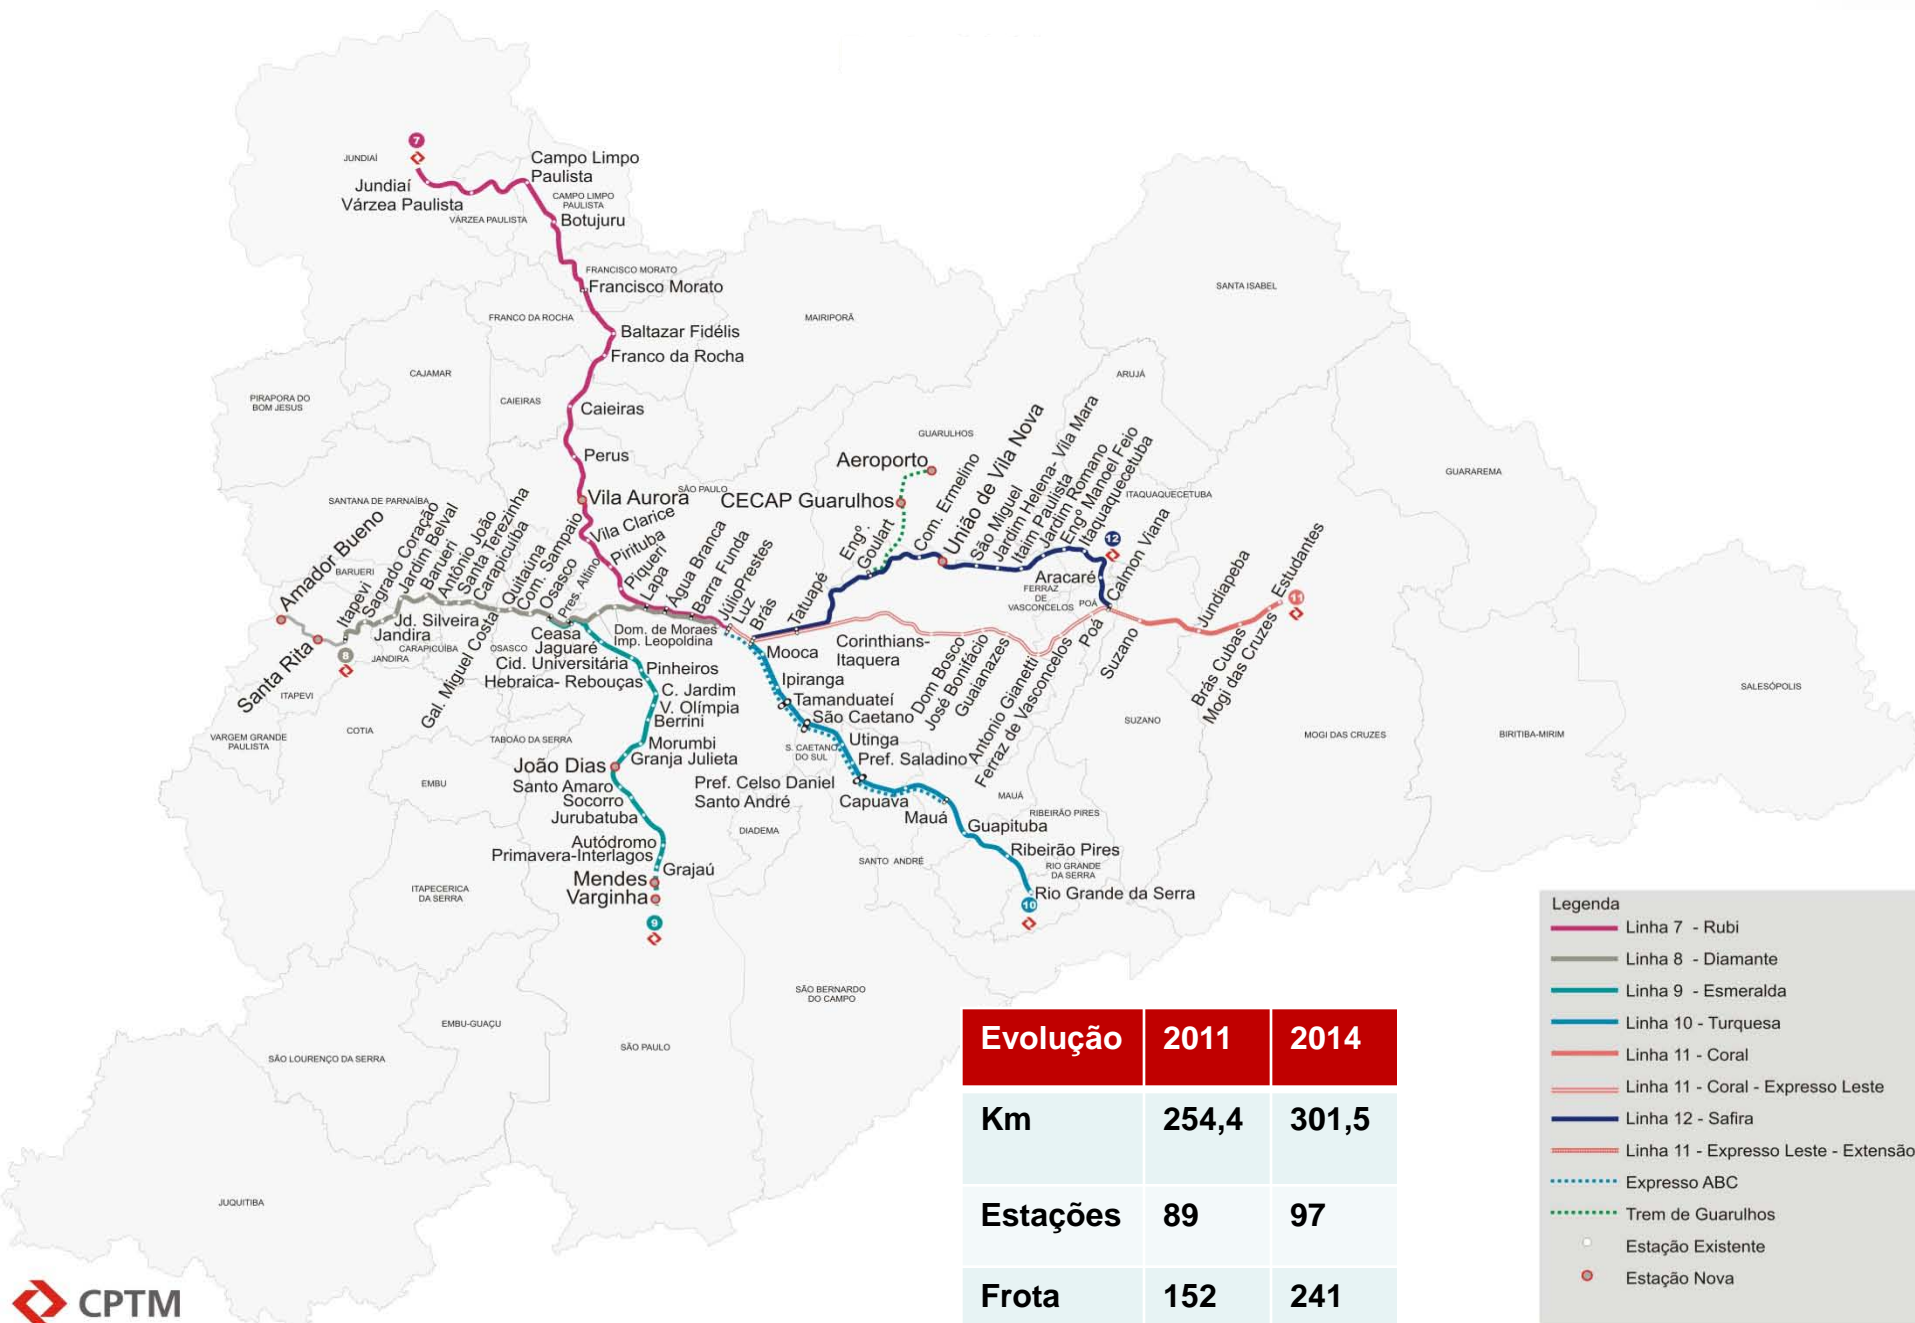 7
JUNDIAÍ
Jundiaí
Várzea Paulista
Campo Limpo
Paulista
CAMPO LIMPO
PAULISTA
VÁRZEA PAULISTA
Botujuru
FRANCISCO MORATO
Francisco Morato
FRANCO DA ROCHA
Baltazar Fidélis
Franco da Rocha
MAIRIPORÃ
SANTA ISABEL
CAJAMAR
ARUJÁ
PIRAPORA DO
BOM JESUS
CAIEIRAS
Caieiras
GUARULHOS
Perus
Aeroporto
GUARAREMA
SANTANA DE PARNAÍBA
Vila Aurora
SÃO PAULO
CECAP Guarulhos
ITAQUAQUECETUBA
Amador Bueno
BARUERI
Itapevi
Sagrado Coração
Jardim Belval
Barueri
Antônio João
Santa Terezinha
Carapicuíba
Quitaúna
Com. Sampaio
Osasco
Pres. Altino
Vila Clarice
Pirituba
Piqueri
Lapa
Água Branca
Barra Funda
JúlioPrestes
Luz
Brás
Tatuapé
Engº.
Goulart
Com. Ermelino
União de Vila Nova
São Miguel
Jardim Helena- Vila Mara
Itaim Paulista
Jardim Romano
Engº Manoel Feio
Itaquaquecetuba
12
Aracaré
Calmon Viana
FERRAZ
DE
VASCONCELOS
POÁ
Jundiapeba
Estudantes
11
Santa Rita
8
Jd. Silveira
Jandira
JANDIRA
CARAPICUÍBA
Gal. Miguel Costa
OSASCO
Ceasa
Jaguaré
Cid. Universitária
Hebraica- Rebouças
Dom. de Moraes
Imp. Leopoldina
Pinheiros
C. Jardim
V. Olímpia
Berrini
Morumbi
Granja Julieta
Mooca
Ipiranga
Tamanduateí
São Caetano
Utinga
Pref. Saladino
Corinthians-
Itaquera
Dom Bosco
José Bonifácio
Guaianazes
Antonio Gianetti
Ferraz de Vasconcelos
Poá
Suzano
Brás Cubas
Mogi das Cruzes
ITAPEVI
COTIA
VARGEM GRANDE
PAULISTA
TABOÃO DA SERRA
S. CAETANO
DO SUL
SUZANO
MOGI DAS CRUZES
BIRITIBA-MIRIM
SALESÓPOLIS
EMBU
João Dias
Santo Amaro
Socorro
Jurubatuba
Pref. Celso Daniel
Santo André
Capuava
Mauá
MAUÁ
RIBEIRÃO PIRES
DIADEMA
Guapituba
Autódromo
Primavera-Interlagos
Grajaú
Mendes
Varginha
9
SANTO ANDRÉ
Ribeirão Pires
RIO GRANDE
DA SERRA
Rio Grande da Serra
10
ITAPECERICA
DA SERRA
SÃO BERNARDO
DO CAMPO
EMBU-GUAÇU
SÃO PAULO
SÃO LOURENÇO DA SERRA
JUQUITIBA
Evolução 2011 2014
Km 254,4 301,5
Estações 89 97
Frota 152 241
Legenda
Linha 7 - Rubi
Linha 8 - Diamante
Linha 9 - Esmeralda
Linha 10 - Turquesa
Linha 11 - Coral
Linha 11 - Coral - Expresso Leste
Linha 12 - Safira
Linha 11 - Expresso Leste - Extensão
Expresso ABC
Trem de Guarulhos
Estação Existente
Estação Nova
CPTM